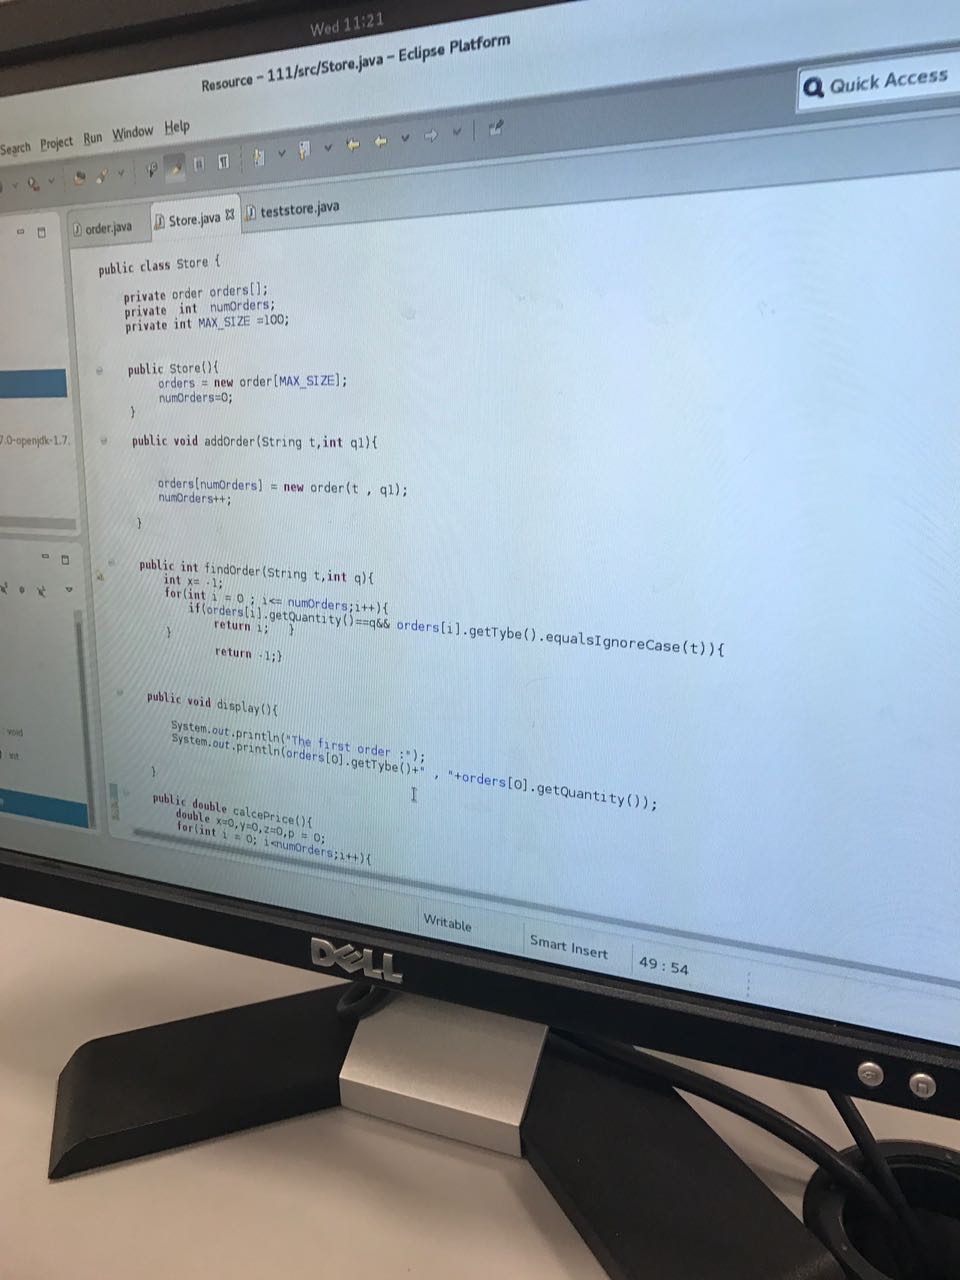 Wed 11:21
Resource – 111/src/Store.java – Eclipse Platform
Quick Access
Search Project Run Window Help
order.java Store.java teststore.java
public class Store {
private order orders[];
private int numOrders;
private int MAX_SIZE =100;
public Store(){
orders = new order[MAX_SIZE];
numOrders=0;
}
7.0-openjdk-1.7.
public void addOrder(String t,int q1){
orders[numOrders] = new order(t , q1);
numOrders++;
}
public int findOrder(String t,int q){
int x= -1;
for(int i = 0 ; i<= numOrders;i++){
if(orders[i].getQuantity()==q&& orders[i].getTybe().equalsIgnoreCase(t)){
return i; }
}
return -1;}
public void display(){
System.out.println("The first order :");
System.out.println(orders[0].getTybe()+" , "+orders[0].getQuantity());
}
void
int
public double calcePrice(){
double x=0,y=0,z=0,p = 0;
for(int i = 0; i<numOrders;i++){
Writable
Smart Insert
49 : 54
DELL